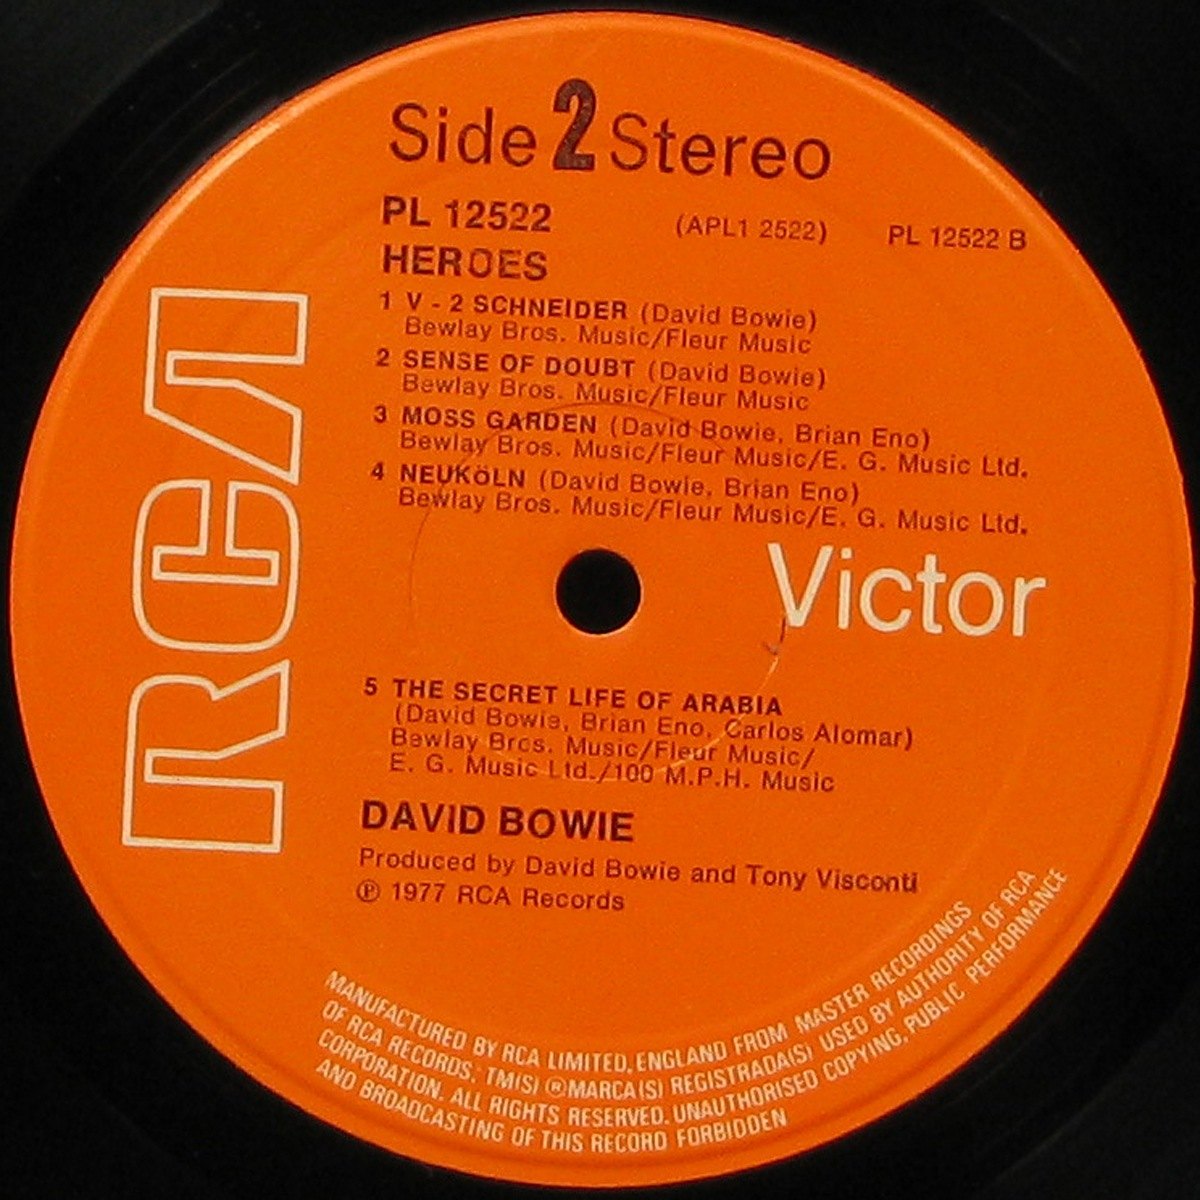 Side 2 Stereo
PL 12522 (APL1 2522) PL 12522 B
HEROES
1 V - 2 SCHNEIDER (David Bowie)
Bewlay Bros. Music/Fleur Music
2 SENSE OF DOUBT (David Bowie)
Bewlay Bros. Music/Fleur Music
3 MOSS GARDEN (David Bowie, Brian Eno)
Bewlay Bros. Music/Fleur Music/E. G. Music Ltd.
4 NEUKöLN (David Bowie, Brian Eno)
Bewlay Bros. Music/Fleur Music/E. G. Music Ltd.
RCA
Victor
5 THE SECRET LIFE OF ARABIA
(David Bowie, Brian Eno, Carlos Alomar)
Bewlay Bros. Music/Fleur Music/
E. G. Music Ltd./100 M.P.H. Music
DAVID BOWIE
Produced by David Bowie and Tony Visconti
℗ 1977 RCA Records
MANUFACTURED BY RCA LIMITED, ENGLAND FROM MASTER RECORDINGS
OF RCA RECORDS; TM(S) ® MARCA(S) REGISTRADA(S) USED BY AUTHORITY OF RCA
CORPORATION. ALL RIGHTS RESERVED. UNAUTHORISED COPYING, PUBLIC PERFORMANCE
AND BROADCASTING OF THIS RECORD FORBIDDEN